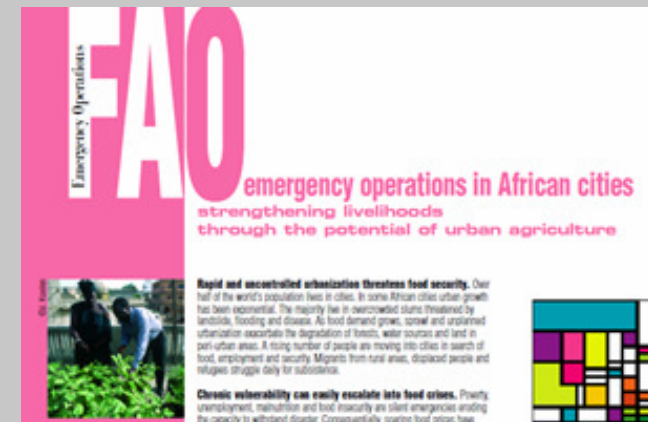 Emergency Operations
FAO
emergency operations in African cities
strengthening livelihoods
through the potential of urban agriculture
Rapid and uncontrolled urbanization threatens food security. Over
half of the world's population lives in cities. In some African cities urban growth
has been exponential. The majority live in overcrowded slums threatened by
landslide, flooding and disease. As food demand grows, sprawl and unplanned
urbanization exacerbate the degradation of forests, water sources and land in
peri-urban areas. A rising number of people are moving into cities in search of
food, employment and security. Migrants from rural areas, displaced people and
refugees struggle daily for subsistence.
Chronic vulnerability can easily escalate into food crises. Poverty,
unemployment, malnutrition and food insecurity are silent emergencies eroding
the capacity to withstand disaster. Consequentially, soaring food prices have